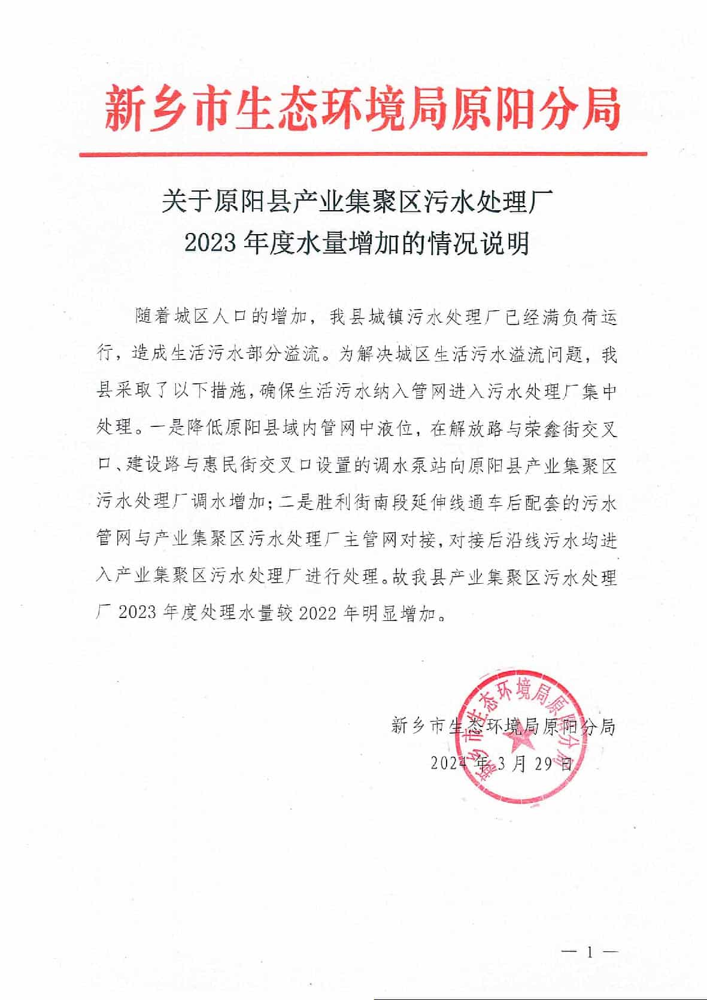 新乡市生态环境局原阳分局
关于原阳县产业集聚区污水处理厂
2023 年度水量增加的情况说明
随着城区人口的增加，我县城镇污水处理厂已经满负荷运
行，造成生活污水部分溢流。为解决城区生活污水溢流问题，我
县采取了以下措施，确保生活污水纳入管网进入污水处理厂集中
处理。一是降低原阳县域内管网中液位，在解放路与荣鑫街交叉
口、建设路与惠民街交叉口设置的调水泵站向原阳县产业集聚区
污水处理厂调水增加；二是胜利街南段延伸线通车后配套的污水
管网与产业集聚区污水处理厂主管网对接，对接后沿线污水均进
入产业集聚区污水处理厂进行处理。故我县产业集聚区污水处理
厂 2023 年度处理水量较 2022 年明显增加。
新乡市生态环境局原阳分局
新乡市生态环境局原阳分局
2024 年 3 月 29 日
— 1 —